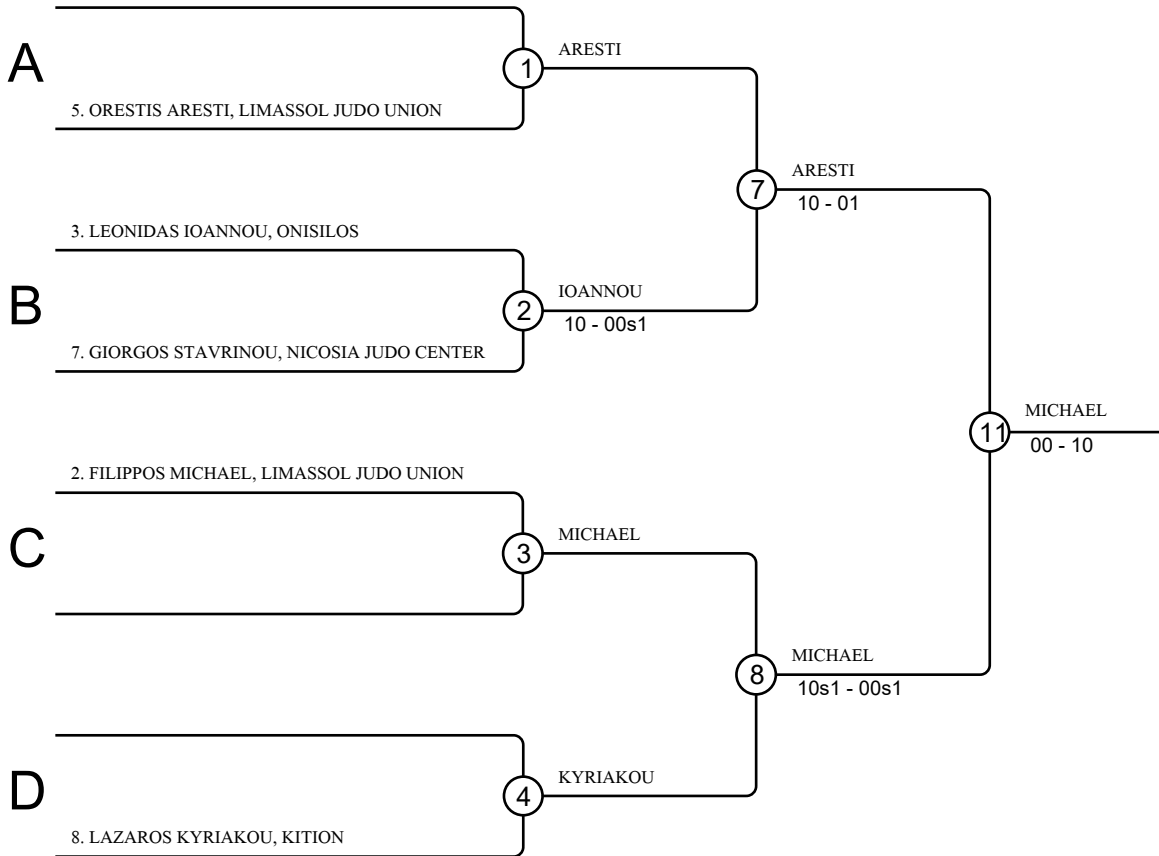 A
1
ARESTI
5. ORESTIS ARESTI, LIMASSOL JUDO UNION
7
ARESTI
10 - 01
3. LEONIDAS IOANNOU, ONISILOS
B
2
IOANNOU
10 - 00s1
7. GIORGOS STAVRINOU, NICOSIA JUDO CENTER
11
MICHAEL
00 - 10
2. FILIPPOS MICHAEL, LIMASSOL JUDO UNION
C
3
MICHAEL
8
MICHAEL
10s1 - 00s1
D
4
KYRIAKOU
8. LAZAROS KYRIAKOU, KITION